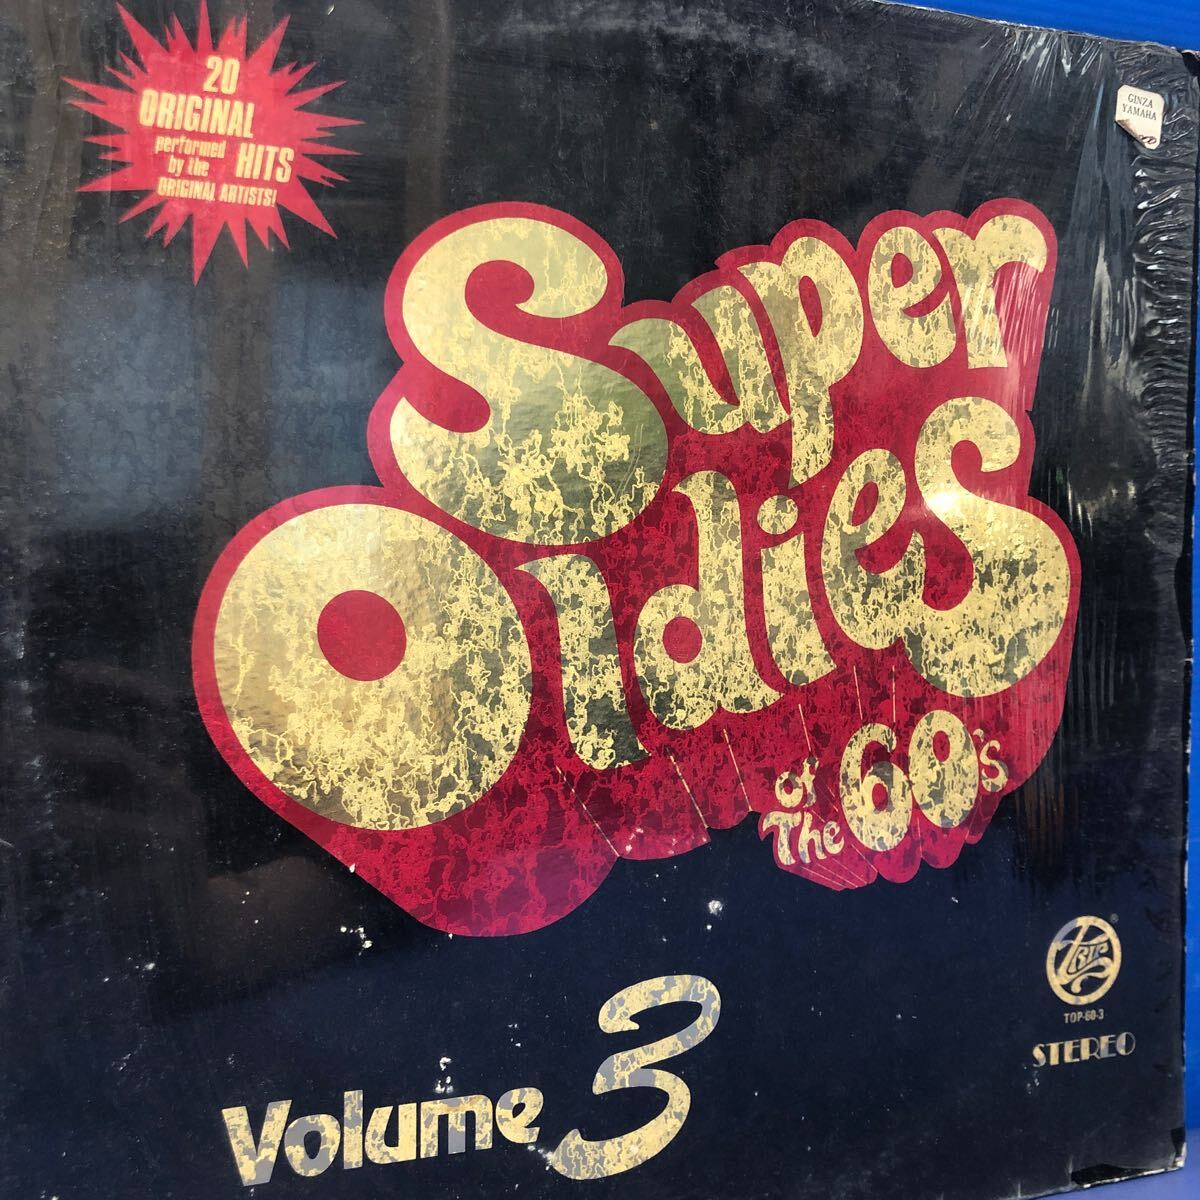 20
ORIGINAL
performed
by the HITS
ORIGINAL ARTISTS!
GINZA
YAMAHA
Super
Oldies
of
The 60's
Volume 3
TRIP®
TOP-60-3
STEREO